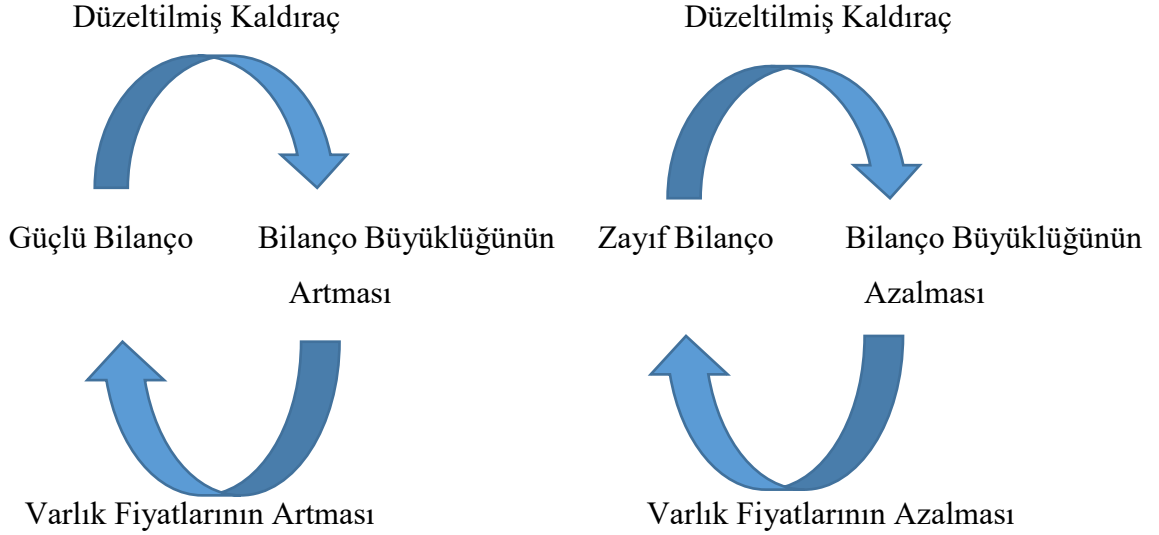 Düzeltilmiş Kaldıraç
Güçlü Bilanço
Bilanço Büyüklüğünün
Artması
Varlık Fiyatlarının Artması
Düzeltilmiş Kaldıraç
Zayıf Bilanço
Bilanço Büyüklüğünün
Azalması
Varlık Fiyatlarının Azalması